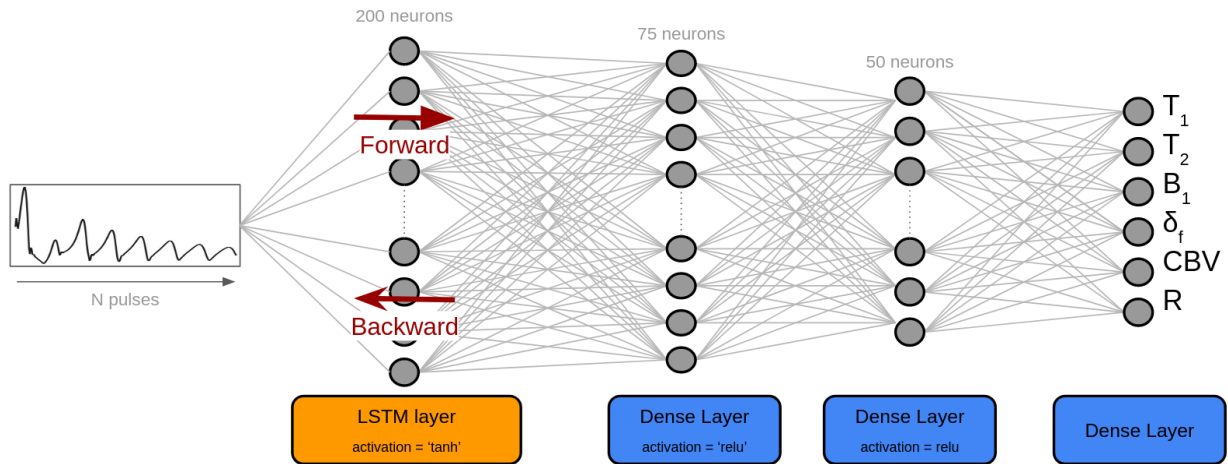 200 neurons
75 neurons
50 neurons
Forward
Backward
N pulses
T1
T2
B1
δf
CBV
R
LSTM layer
activation = ‘tanh’
Dense Layer
activation = ‘relu’
Dense Layer
activation = relu
Dense Layer